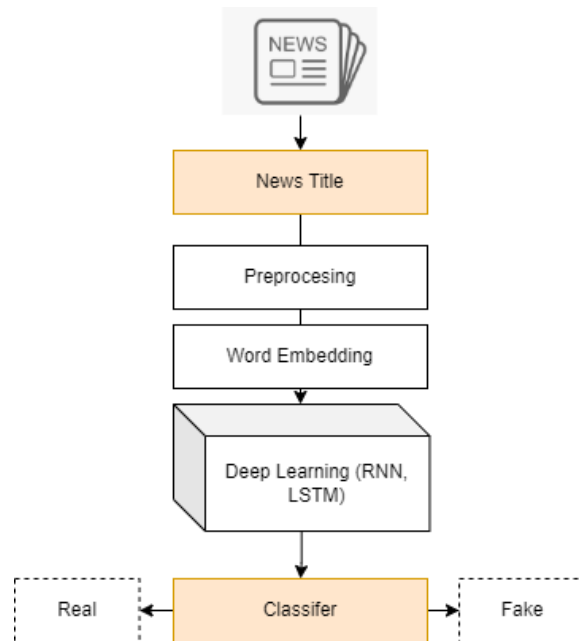 NEWS
News Title
Preprocesing
Word Embedding
Deep Learning (RNN,
LSTM)
Real
Classifer
Fake